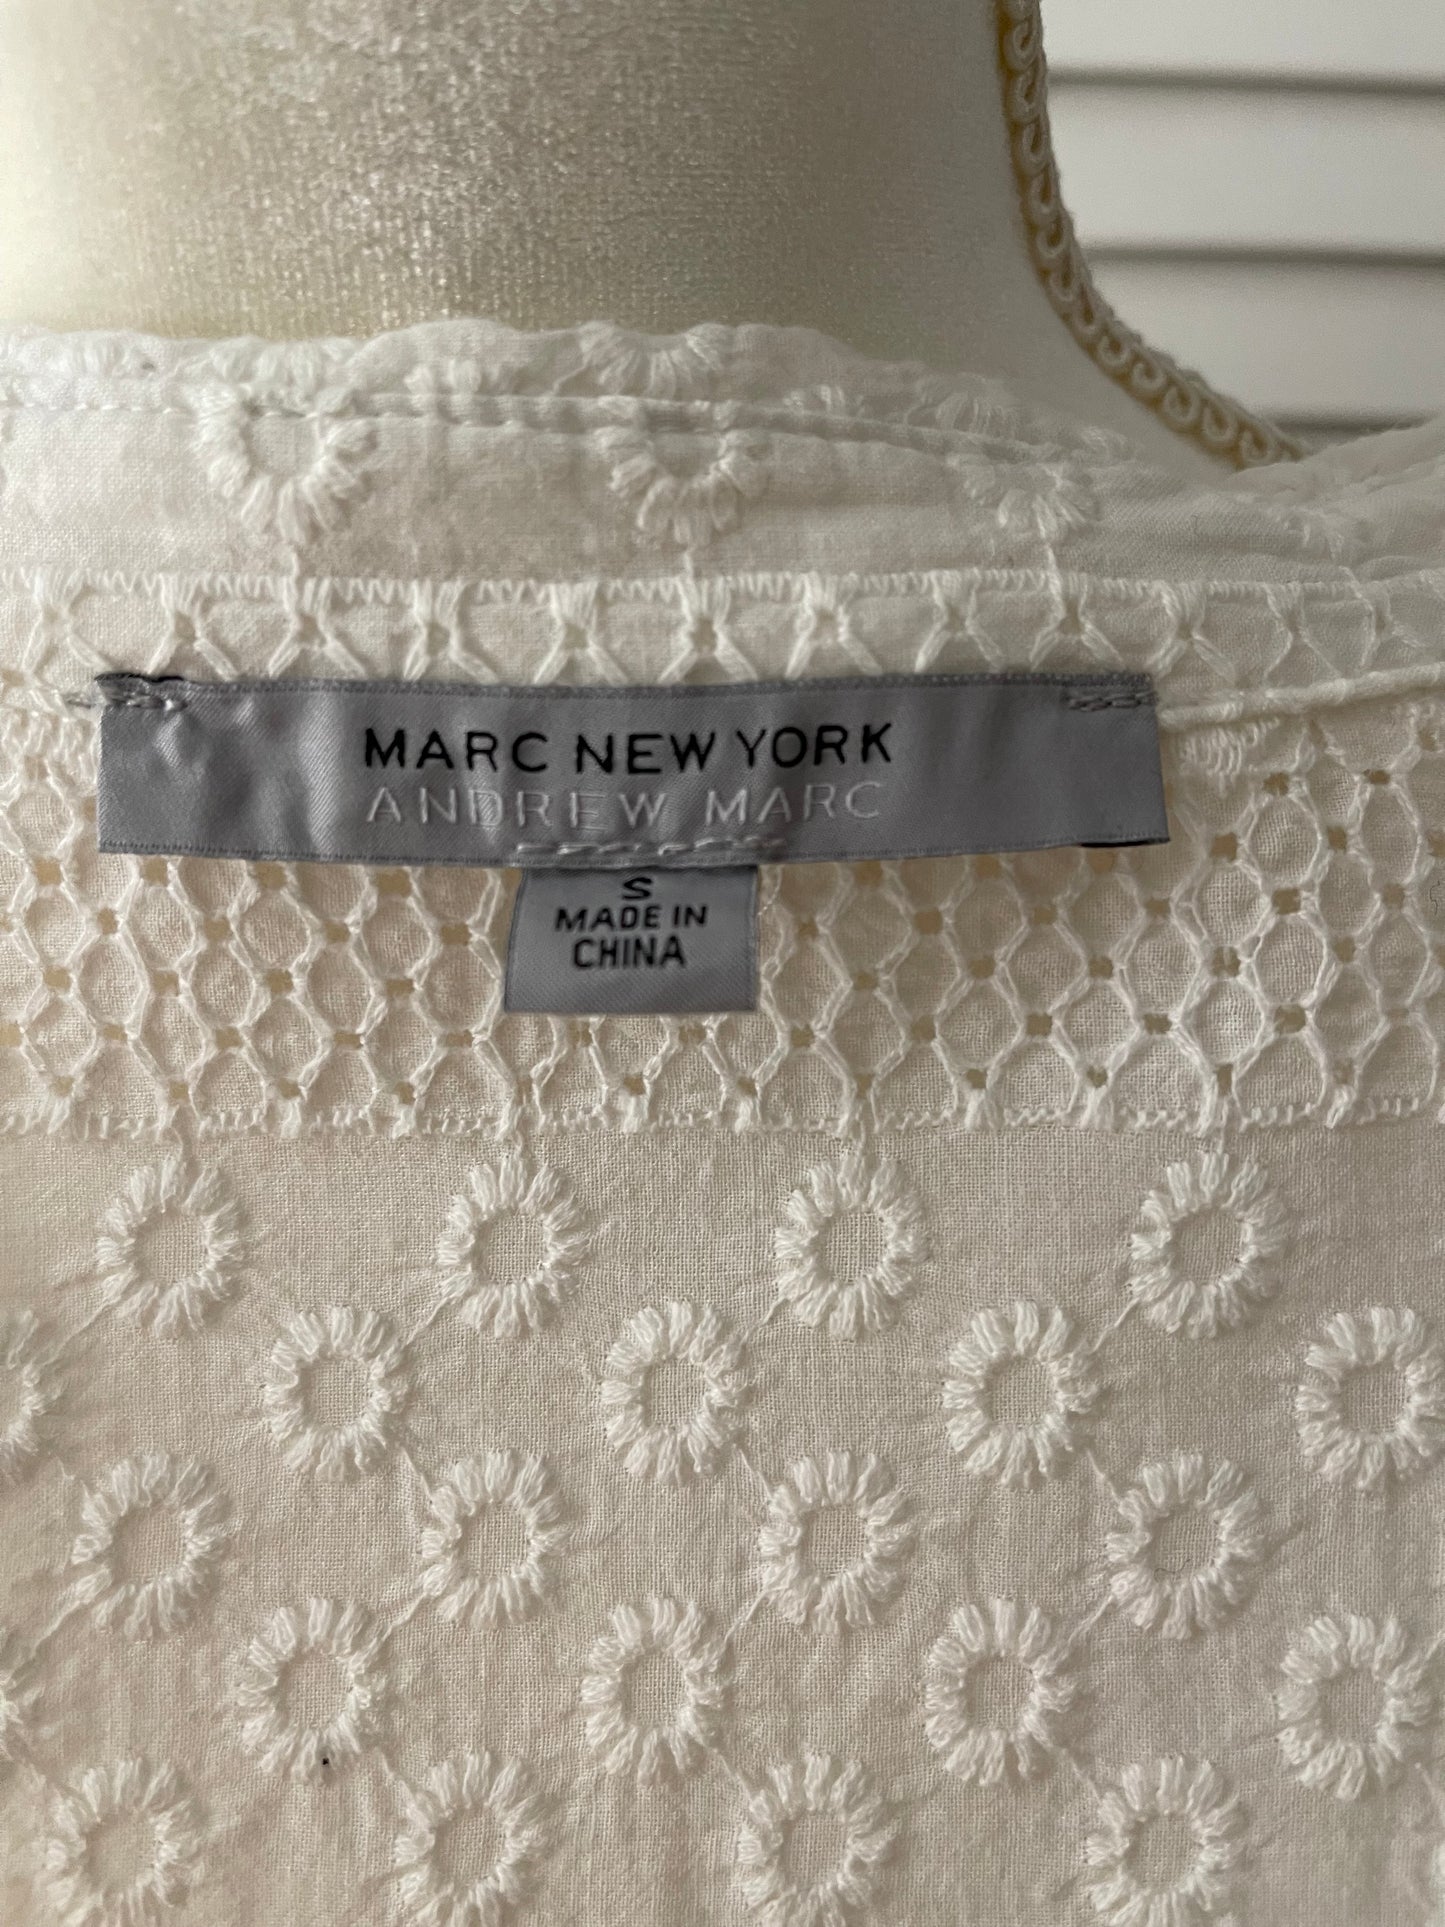 MARC NEW YORK
ANDREW MARC
S
MADE IN
CHINA